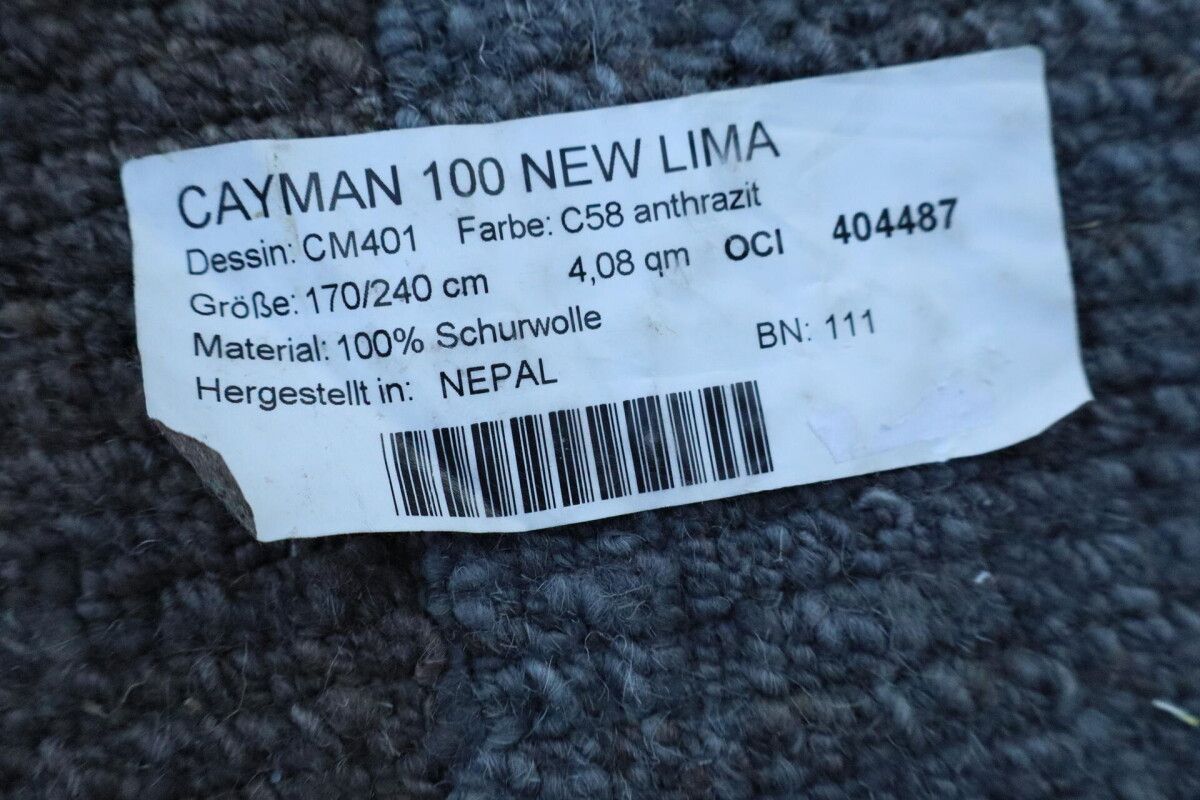 CAYMAN 100 NEW LIMA
Dessin: CM401 Farbe: C58 anthrazit
Größe: 170/240 cm 4,08 qm OCI 404487
Material: 100% Schurwolle
Hergestellt in: NEPAL BN: 111